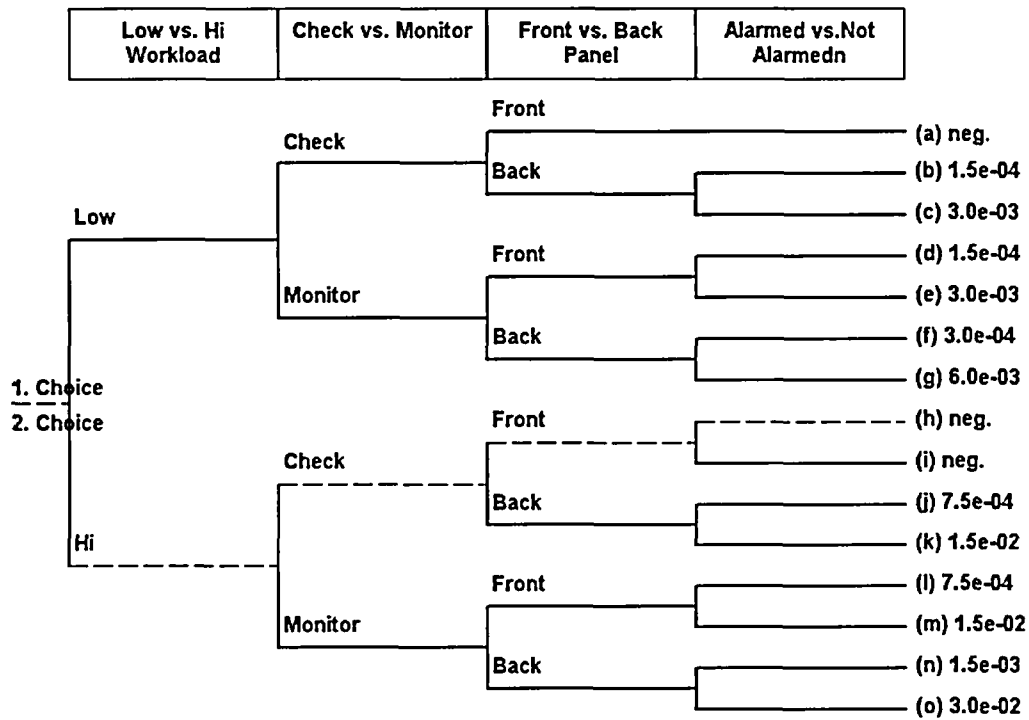 Low vs. Hi
Workload
Check vs. Monitor
Front vs. Back
Panel
Alarmed vs.Not
Alarmedn
Front
(a) neg.
Check
Back
(b) 1.5e-04
(c) 3.0e-03
Low
Front
(d) 1.5e-04
Monitor
(e) 3.0e-03
Back
(f) 3.0e-04
(g) 6.0e-03
1. Choice
2. Choice
Front
(h) neg.
Check
(i) neg.
Back
(j) 7.5e-04
Hi
(k) 1.5e-02
Front
(l) 7.5e-04
Monitor
(m) 1.5e-02
Back
(n) 1.5e-03
(o) 3.0e-02